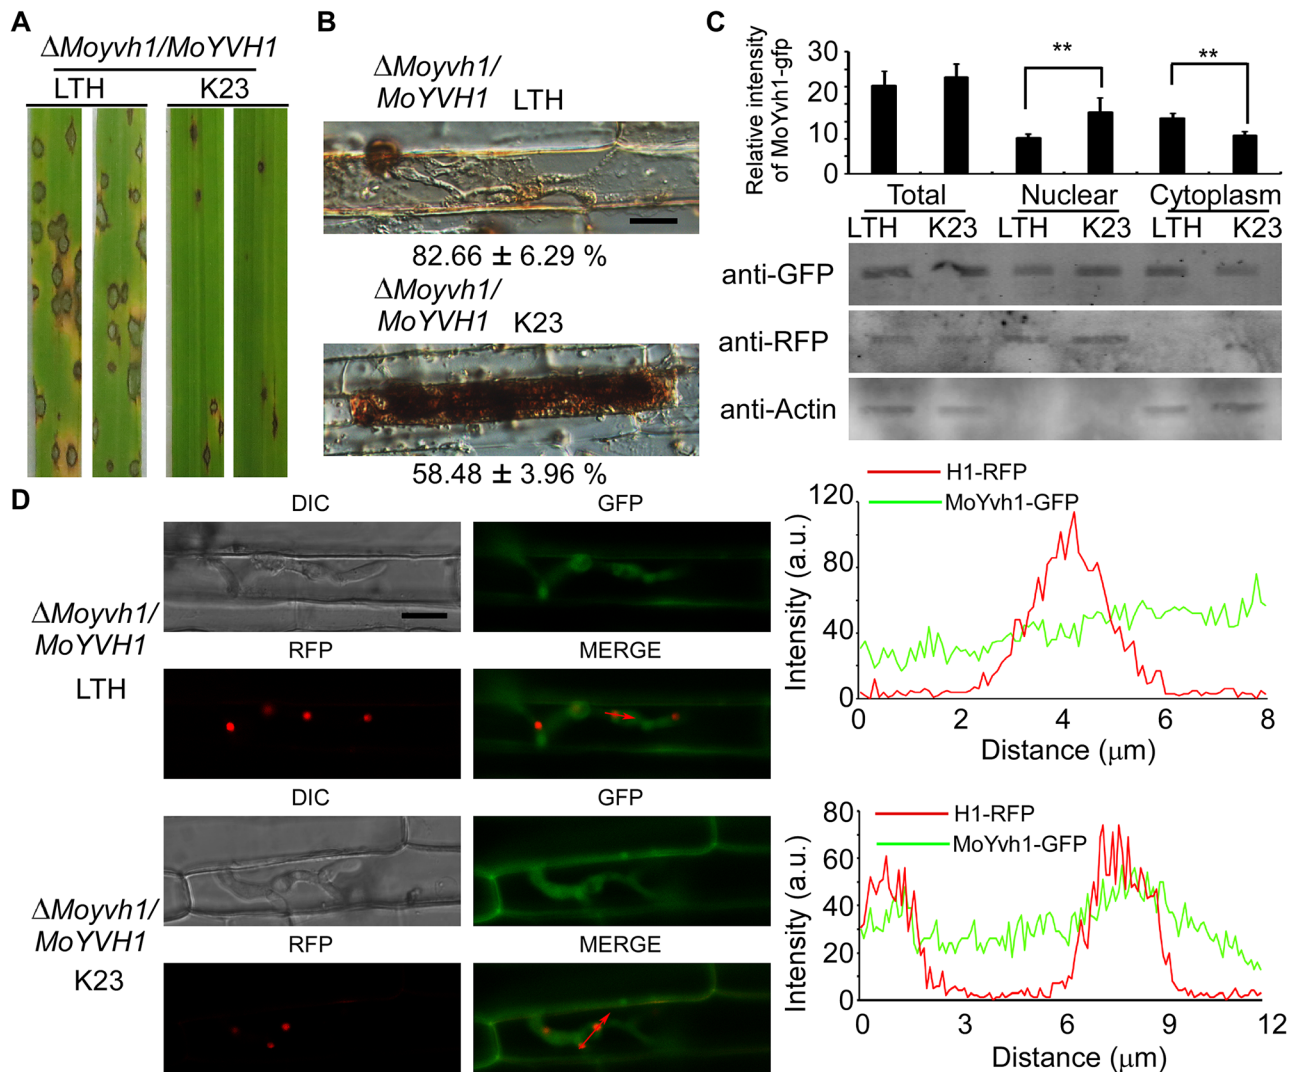 A
ΔMoyvh1/MoYVH1
LTH K23
B
ΔMoyvh1/
MoYVH1 LTH
82.66 ± 6.29 %
ΔMoyvh1/
MoYVH1 K23
58.48 ± 3.96 %
C
Relative intensity
of MoYvh1-gfp
30
20
10
0
** **
Total Nuclear Cytoplasm
LTH K23 LTH K23 LTH K23
anti-GFP
anti-RFP
anti-Actin
D
DIC GFP
ΔMoyvh1/
MoYVH1
LTH
RFP MERGE
DIC GFP
ΔMoyvh1/
MoYVH1
K23
RFP MERGE
H1-RFP
MoYvh1-GFP
Intensity (a.u.)
120
80
40
0
0 2 4 6 8
Distance (μm)
H1-RFP
MoYvh1-GFP
Intensity (a.u.)
80
60
40
20
0
0 3 6 9 12
Distance (μm)